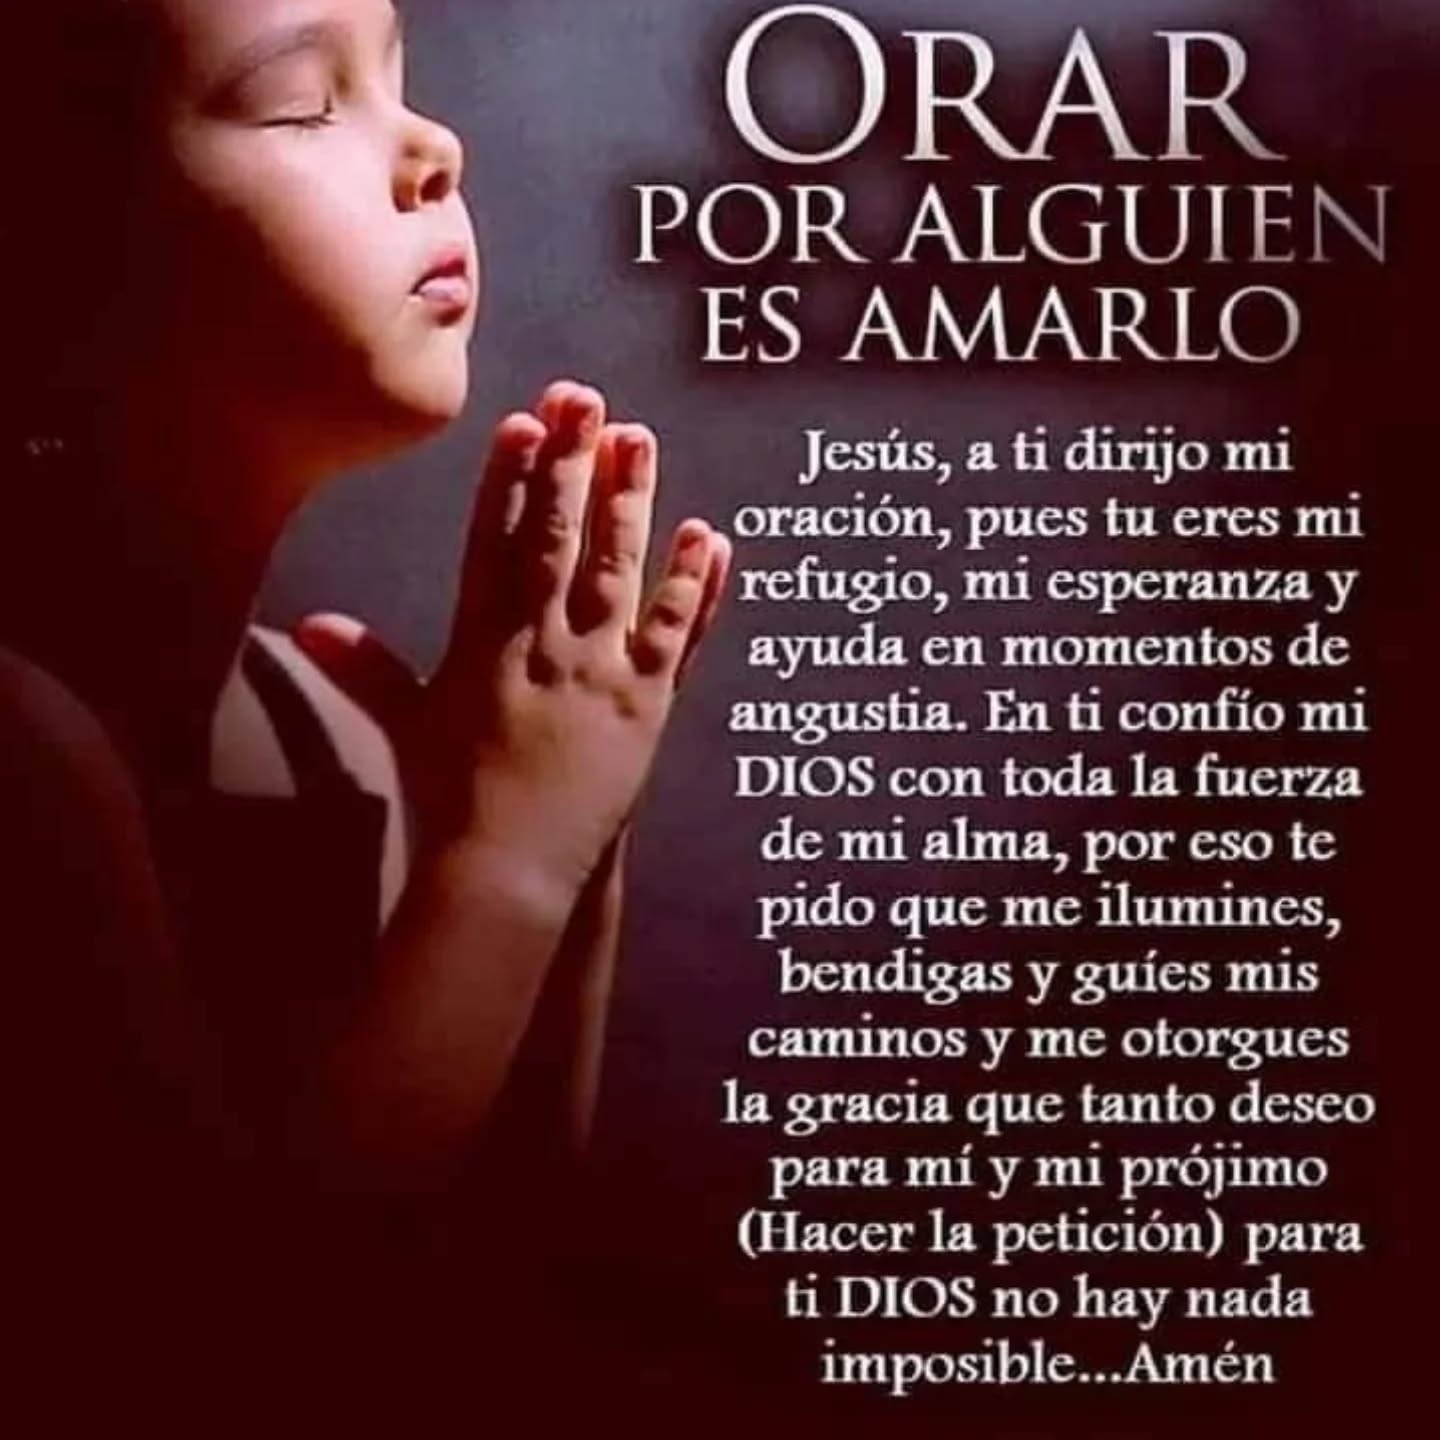 ORAR
POR ALGUIEN
ES AMARLO
Jesús, a ti dirijo mi
oración, pues tu eres mi
refugio, mi esperanza y
ayuda en momentos de
angustia. En ti confío mi
DIOS con toda la fuerza
de mi alma, por eso te
pido que me ilumines,
bendigas y guíes mis
caminos y me otorgues
la gracia que tanto deseo
para mí y mi prójimo
(Hacer la petición) para
ti DIOS no hay nada
imposible...Amén